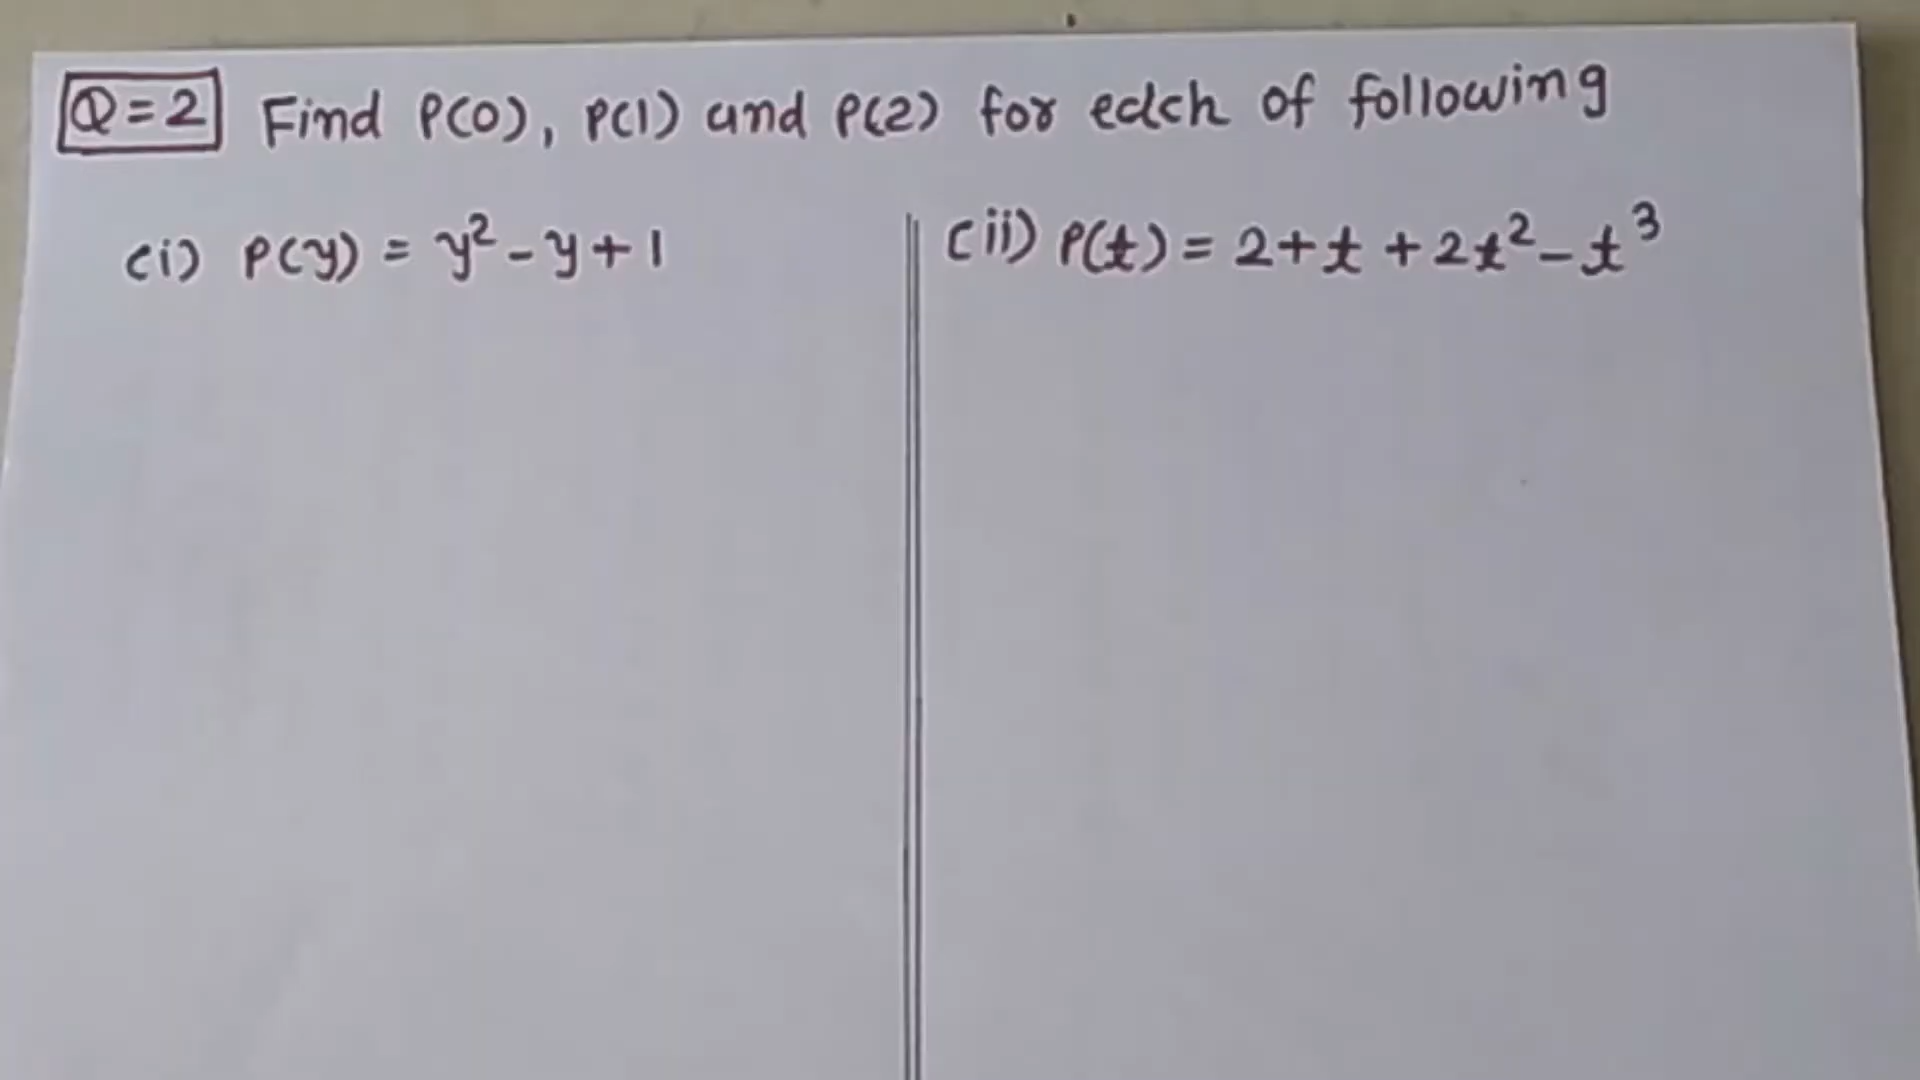 Q=2 Find P(0), P(1) and P(2) for each of following
(i) P(y) = y² - y + 1
(ii) P(t) = 2 + t + 2t² - t³